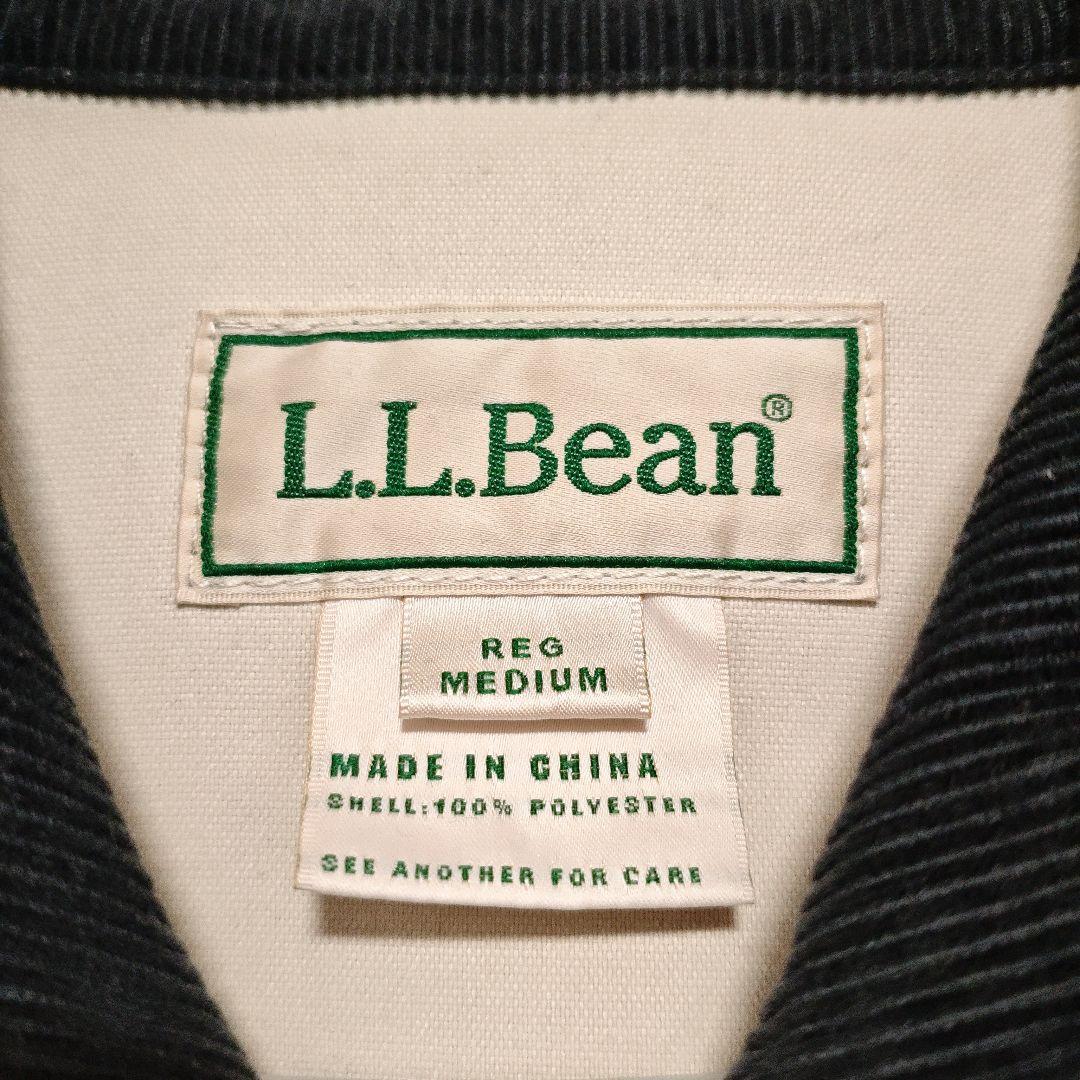 L.L.Bean®
REG
MEDIUM
MADE IN CHINA
SHELL:100% POLYESTER
SEE ANOTHER FOR CARE